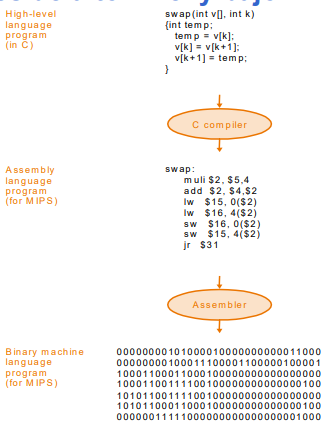 High-level
language
program
(in C)
swap(int v[], int k)
{int temp;
temp = v[k];
v[k] = v[k+1];
v[k+1] = temp;
}
C compiler
Assembly
language
program
(for MIPS)
swap:
muli $2, $5,4
add $2, $4,$2
lw $15, 0($2)
lw $16, 4($2)
sw $16, 0($2)
sw $15, 4($2)
jr $31
Assembler
Binary machine
language
program
(for MIPS)
00000000101000010000000000011000
00000000100011100001100000100001
10001100011000100000000000000000
10001100111100100000000000000100
10101100111100100000000000000000
10101100011000100000000000000100
00000011111000000000000000001000